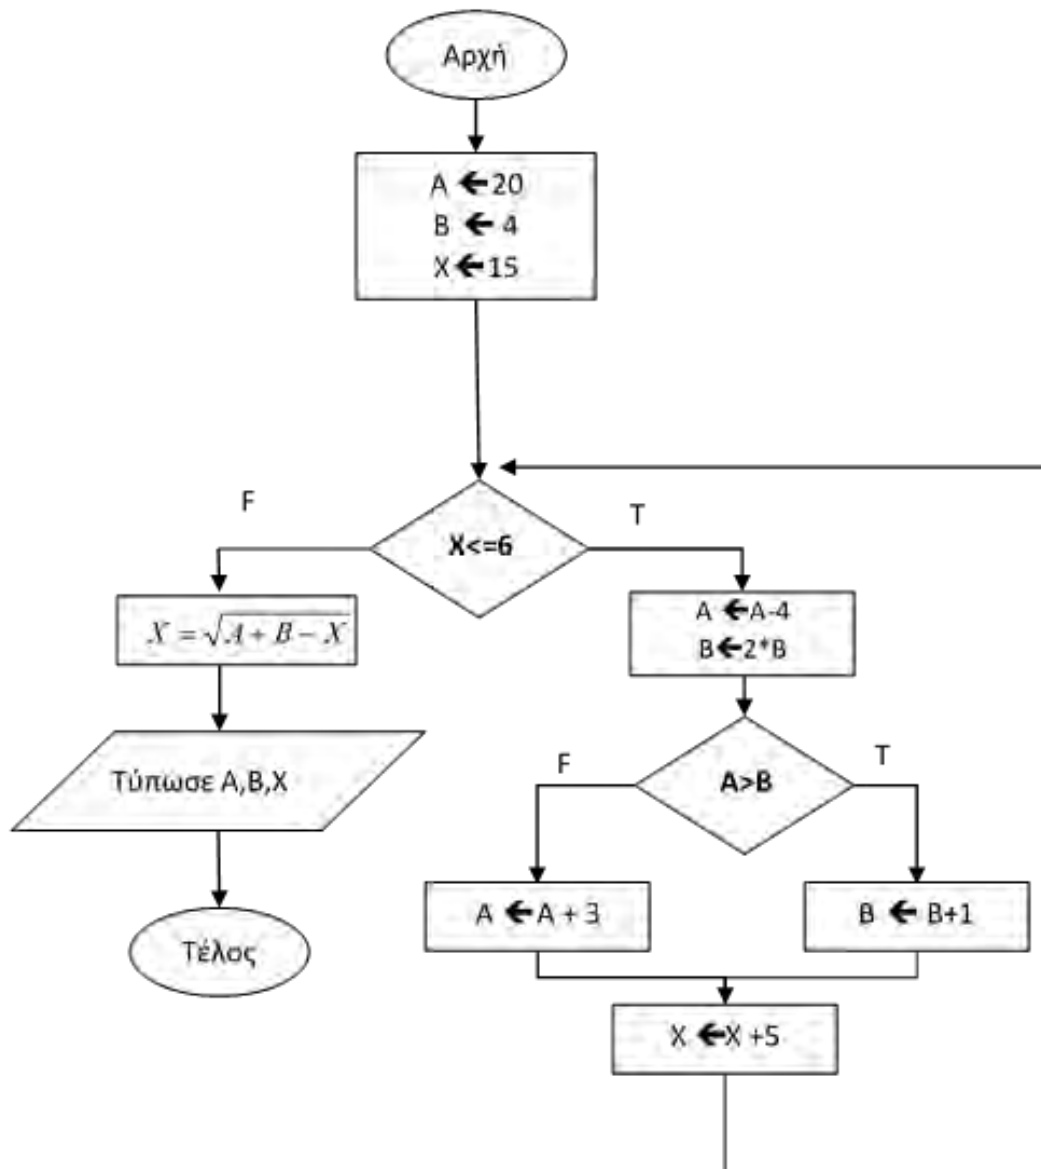 Αρχή
A 🡸20
B 🡸 4
X 🡸15
F
T
X<=6
X = √A + B − X
A 🡸A-4
B🡸2*B
Τύπωσε A,B,X
F
T
A>B
A 🡸A + 3
B 🡸 B+1
Τέλος
X 🡸X +5